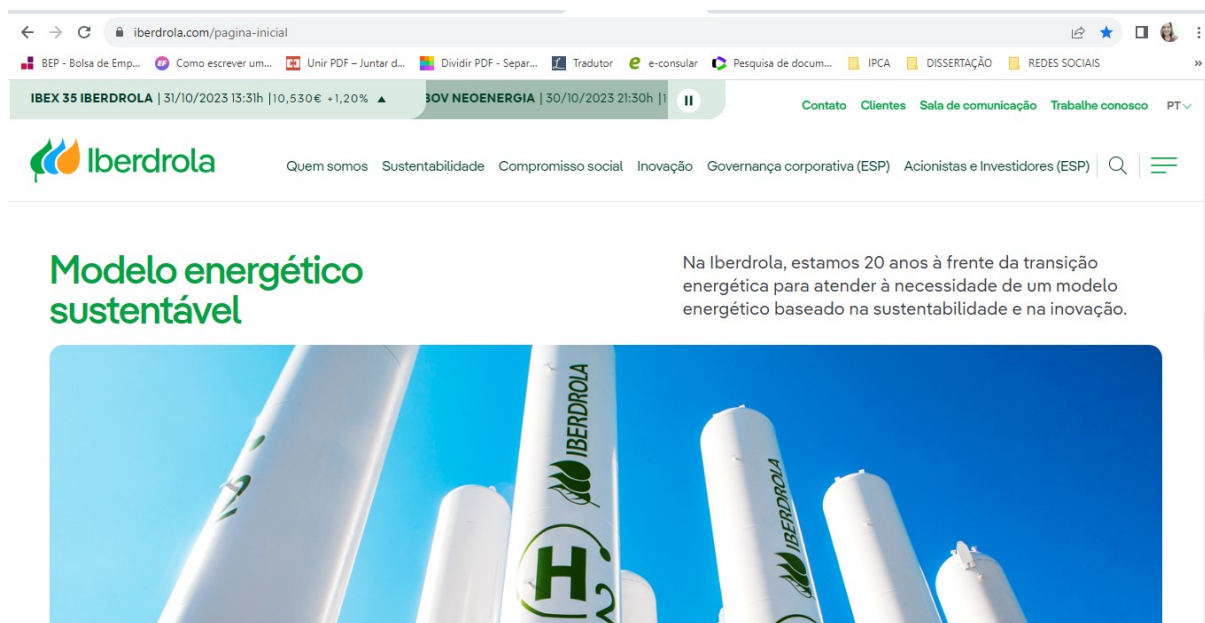 iberdrola.com/pagina-inicial
BEP - Bolsa de Emp... Como escrever um... Unir PDF – Juntar d... Dividir PDF - Separ... Tradutor e-consular Pesquisa de docum... IPCA DISSERTAÇÃO REDES SOCIAIS »
IBEX 35 IBERDROLA | 31/10/2023 13:31h |10,530€ +1,20% ▲ BOV NEOENERGIA | 30/10/2023 21:30h |
Contato Clientes Sala de comunicação Trabalhe conosco PT
Iberdrola
Quem somos Sustentabilidade Compromisso social Inovação Governança corporativa (ESP) Acionistas e Investidores (ESP)
Modelo energético
sustentável
Na Iberdrola, estamos 20 anos à frente da transição
energética para atender à necessidade de um modelo
energético baseado na sustentabilidade e na inovação.
IBERDROLA
H2
IBERDROLA